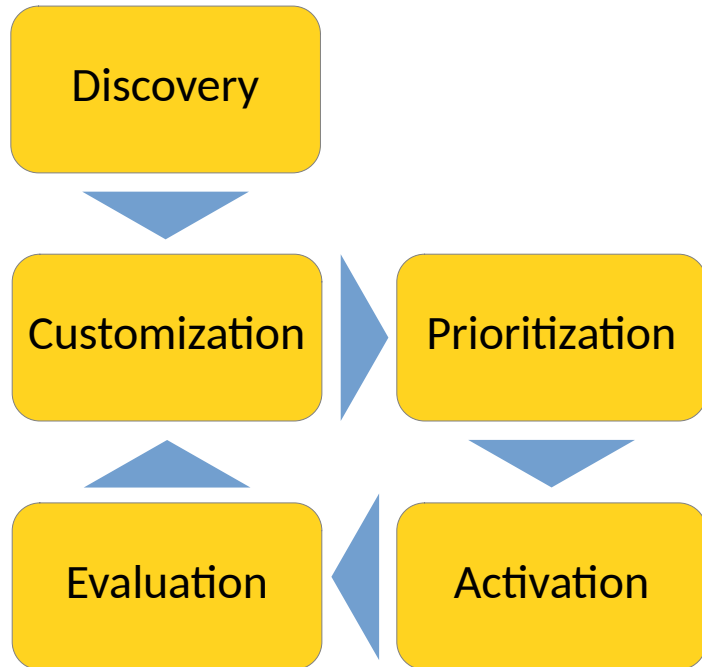 Discovery
Customization
Prioritization
Evaluation
Activation